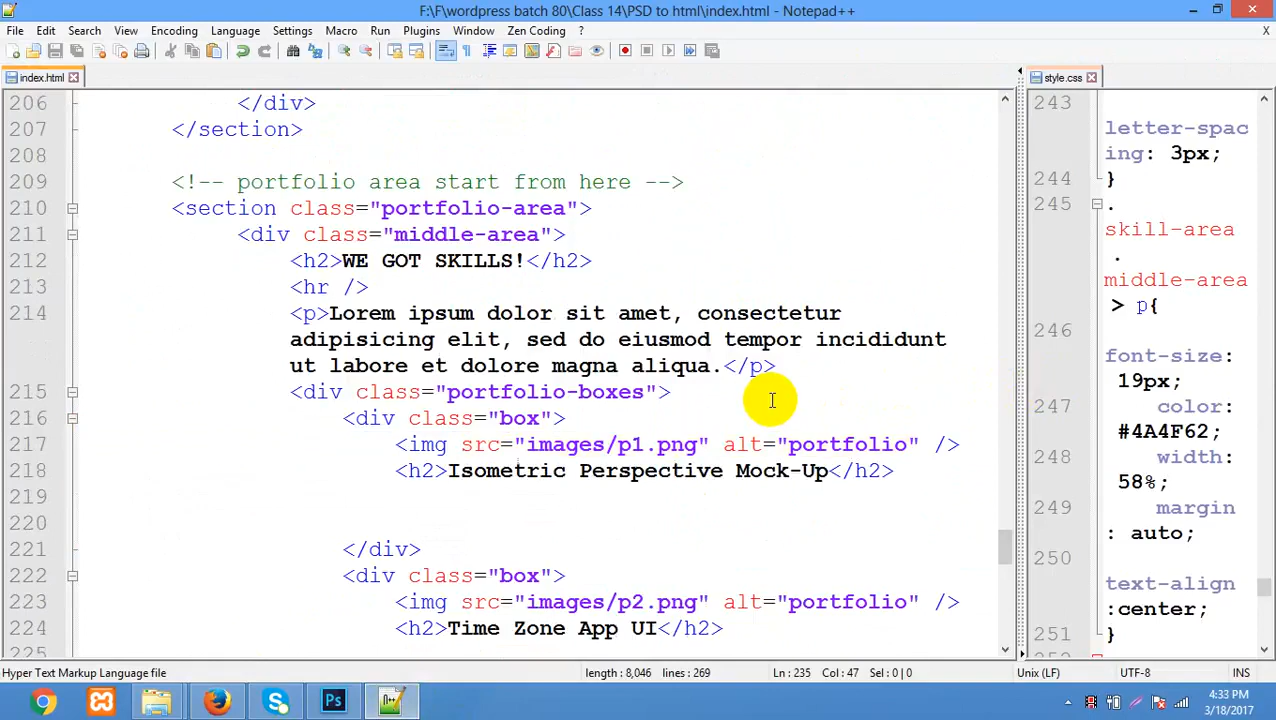 F:\F\wordpress batch 80\Class 14\PSD to html\index.html - Notepad++
File Edit Search View Encoding Language Settings Macro Run Plugins Window Zen Coding ? X
index.html
style.css
206 </div>
207 </section>
208
209 <!-- portfolio area start from here -->
210 <section class="portfolio-area">
211 <div class="middle-area">
212 <h2>WE GOT SKILLS!</h2>
213 <hr />
214 <p>Lorem ipsum dolor sit amet, consectetur
adipisicing elit, sed do eiusmod tempor incididunt
ut labore et dolore magna aliqua.</p>
215 <div class="portfolio-boxes">
216 <div class="box">
217 <img src="images/p1.png" alt="portfolio" />
218 <h2>Isometric Perspective Mock-Up</h2>
219
220
221 </div>
222 <div class="box">
223 <img src="images/p2.png" alt="portfolio" />
224 <h2>Time Zone App UI</h2>
225
243
letter-spac
ing: 3px;
244 }
245 .
skill-area
.
middle-area
> p{
246
font-size:
19px;
247 color:
#4A4F62;
248 width:
58%;
249 margin
: auto;
250
text-align
:center;
251 }
Hyper Text Markup Language file
length : 8,046 lines : 269
Ln : 235 Col : 47 Sel : 0 | 0
Unix (LF)
UTF-8
INS
Ps
4:33 PM
3/18/2017